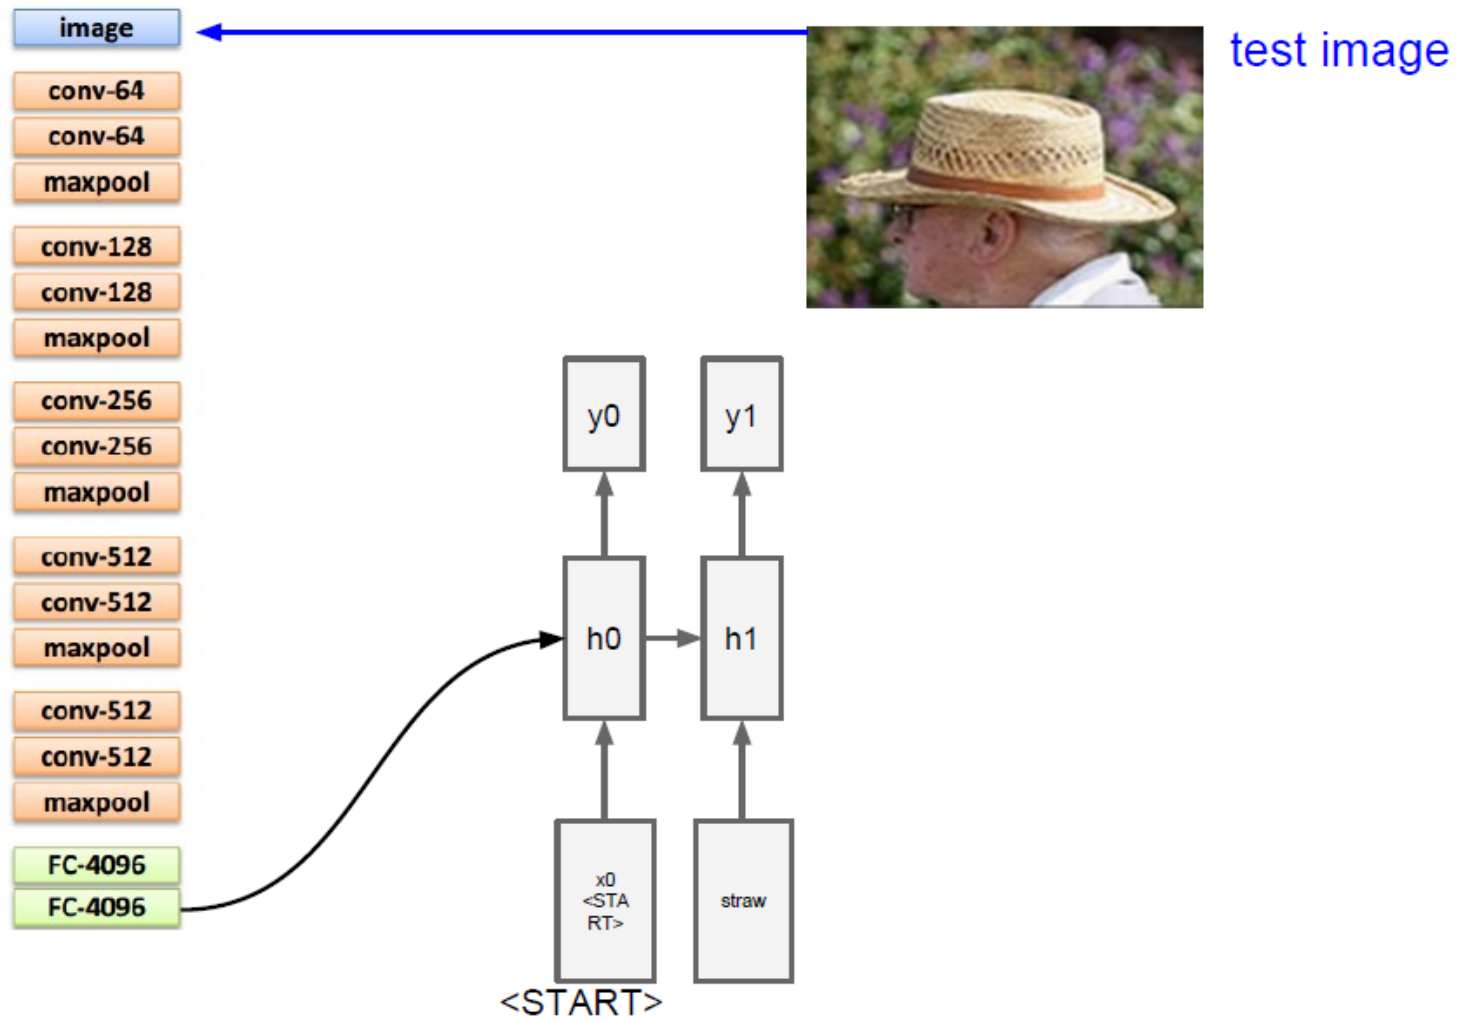 image
conv-64
conv-64
maxpool
conv-128
conv-128
maxpool
conv-256
conv-256
maxpool
conv-512
conv-512
maxpool
conv-512
conv-512
maxpool
FC-4096
FC-4096
test image
y0
y1
h0
h1
x0
<STA
RT>
straw
<START>